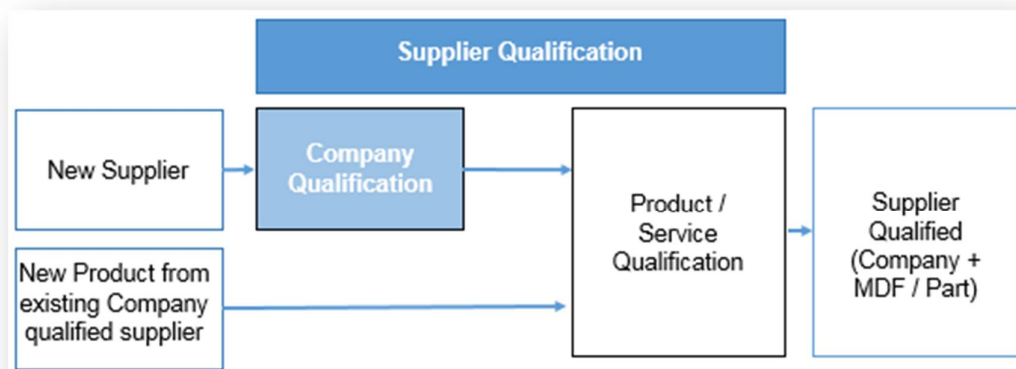 Supplier Qualification
New Supplier
Company
Qualification
Product /
Service
Qualification
Supplier
Qualified
(Company +
MDF / Part)
New Product from
existing Company
qualified supplier